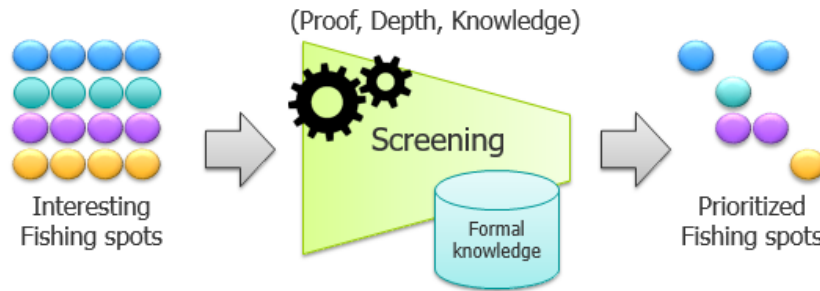 (Proof, Depth, Knowledge)
Screening
Formal
knowledge
Interesting
Fishing spots
Prioritized
Fishing spots